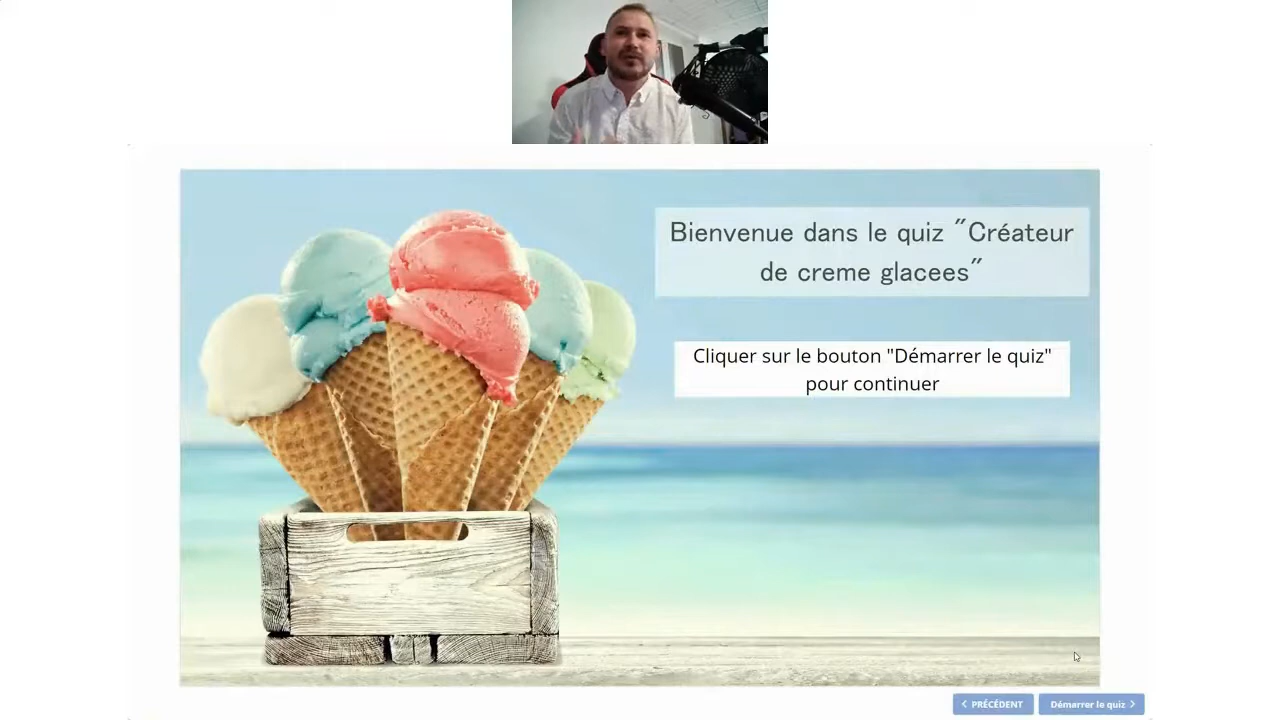 Bienvenue dans le quiz "Créateur
de creme glacees"
Cliquer sur le bouton "Démarrer le quiz"
pour continuer
PRÉCÉDENT
Démarrer le quiz